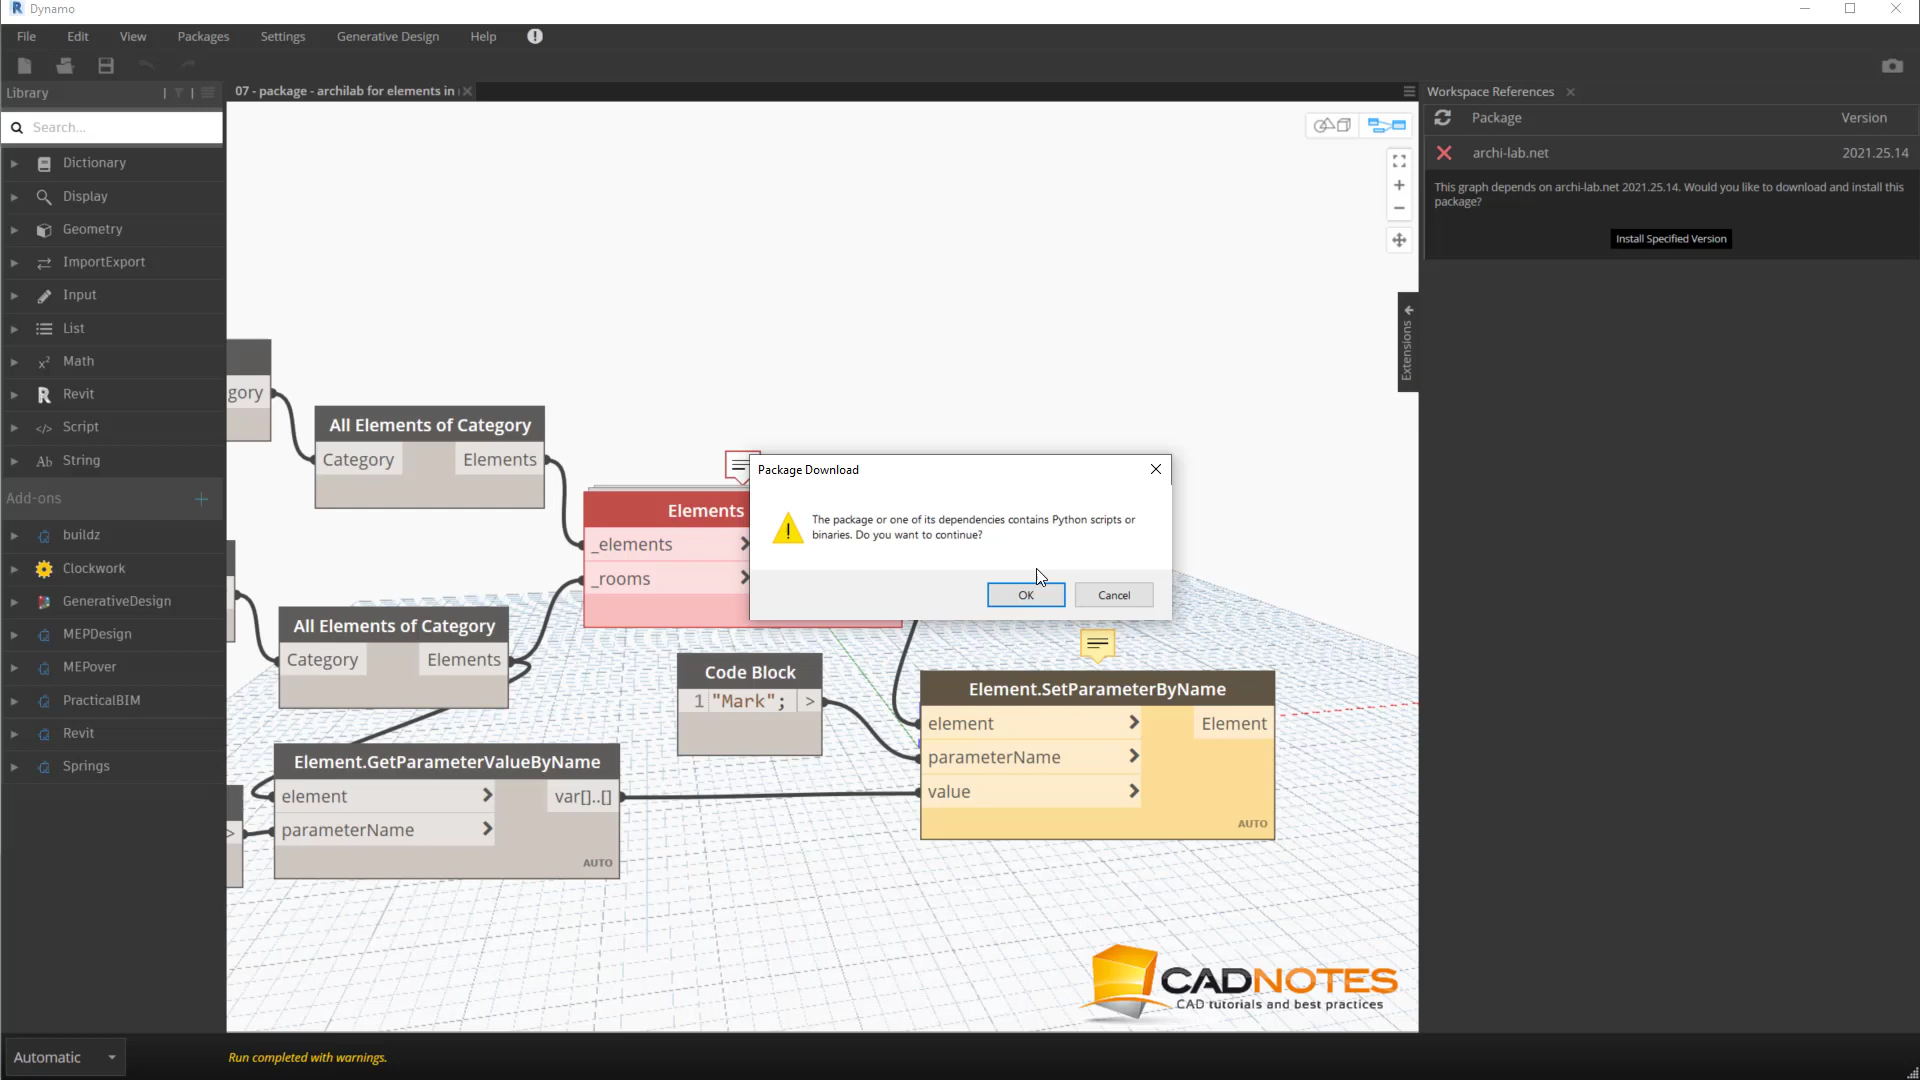 Dynamo
File Edit View Packages Settings Generative Design Help
Library
07 - package - archilab for elements in
Workspace References
Search...
Package Version
archi-lab.net 2021.25.14
This graph depends on archi-lab.net 2021.25.14. Would you like to download and install this
package?
Install Specified Version
Dictionary
Display
Geometry
ImportExport
Input
List
Math
Revit
Script
String
Add-ons
buildz
Clockwork
GenerativeDesign
MEPDesign
MEPover
PracticalBIM
Revit
Springs
Extensions
gory
All Elements of Category
Category Elements
Elements
_elements
_rooms
Package Download
The package or one of its dependencies contains Python scripts or
binaries. Do you want to continue?
OK Cancel
All Elements of Category
Category Elements
Code Block
1 "Mark"; >
Element.SetParameterByName
element Element
parameterName
value
AUTO
Element.GetParameterValueByName
element var[]..[]
> parameterName
AUTO
CADNOTES
CAD tutorials and best practices
Automatic
Run completed with warnings.